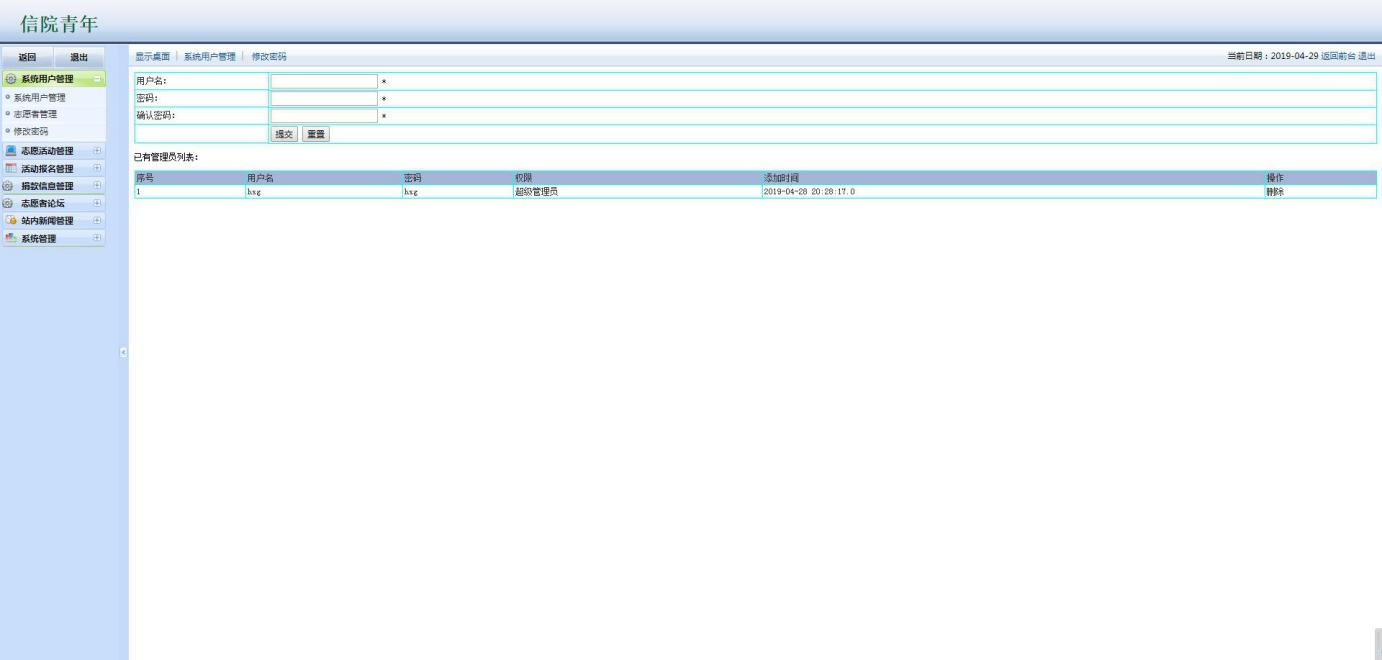 信院青年
返回 退出
显示桌面 | 系统用户管理 | 修改密码 当前日期：2019-04-29 返回前台 退出
系统用户管理
系统用户管理
志愿者管理
修改密码
志愿活动管理
活动报名管理
捐款信息管理
志愿者论坛
站内新闻管理
系统管理
用户名: *
密码: *
确认密码: *
提交 重置
已有管理员列表:
序号 用户名 密码 权限 添加时间 操作
1 hxg hxg 超级管理员 2019-04-28 20:28:17.0 删除